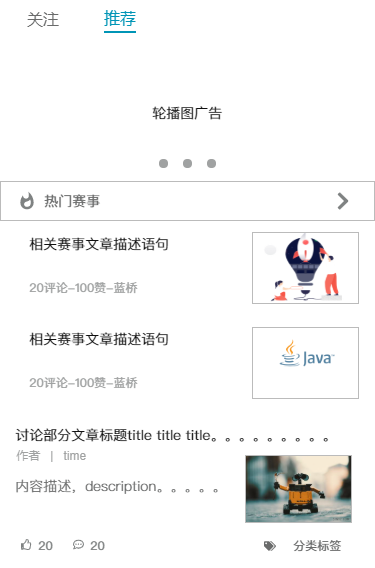 关注 推荐
轮播图广告
热门赛事
相关赛事文章描述语句
20评论-100赞-蓝桥
相关赛事文章描述语句
Java
20评论-100赞-蓝桥
讨论部分文章标题title title title。。。。。。。。。
作者 | time
内容描述，description。。。。。
20 20 分类标签